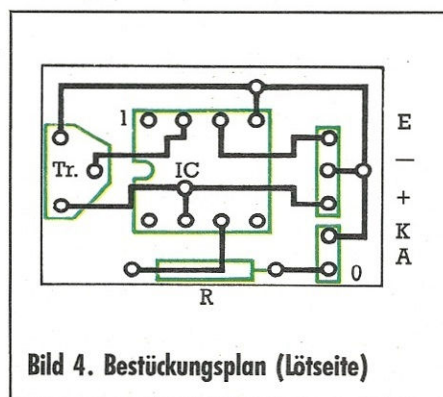 1
E
Tr.
IC
—
+
K
A
0
R
Bild 4. Bestückungsplan (Lötseite)